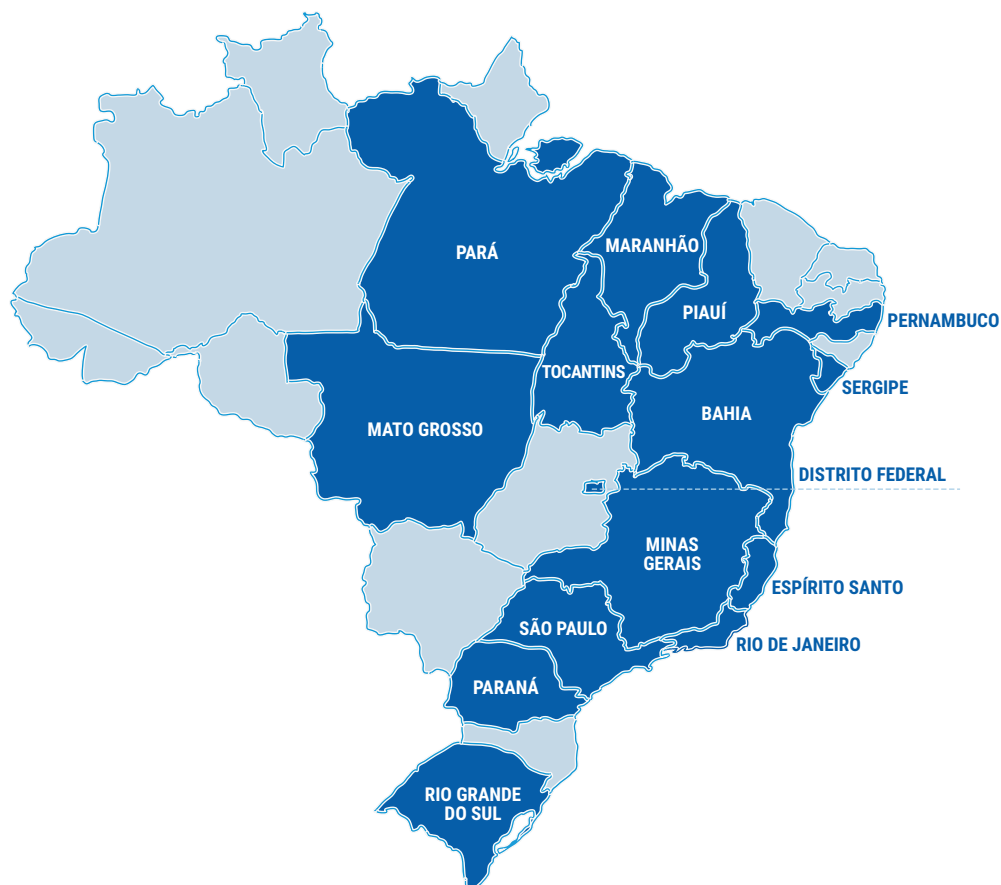 PARÁ
MARANHÃO
PIAUÍ
PERNAMBUCO
TOCANTINS
SERGIPE
BAHIA
MATO GROSSO
DISTRITO FEDERAL
MINAS
GERAIS
ESPÍRITO SANTO
SÃO PAULO
RIO DE JANEIRO
PARANÁ
RIO GRANDE
DO SUL